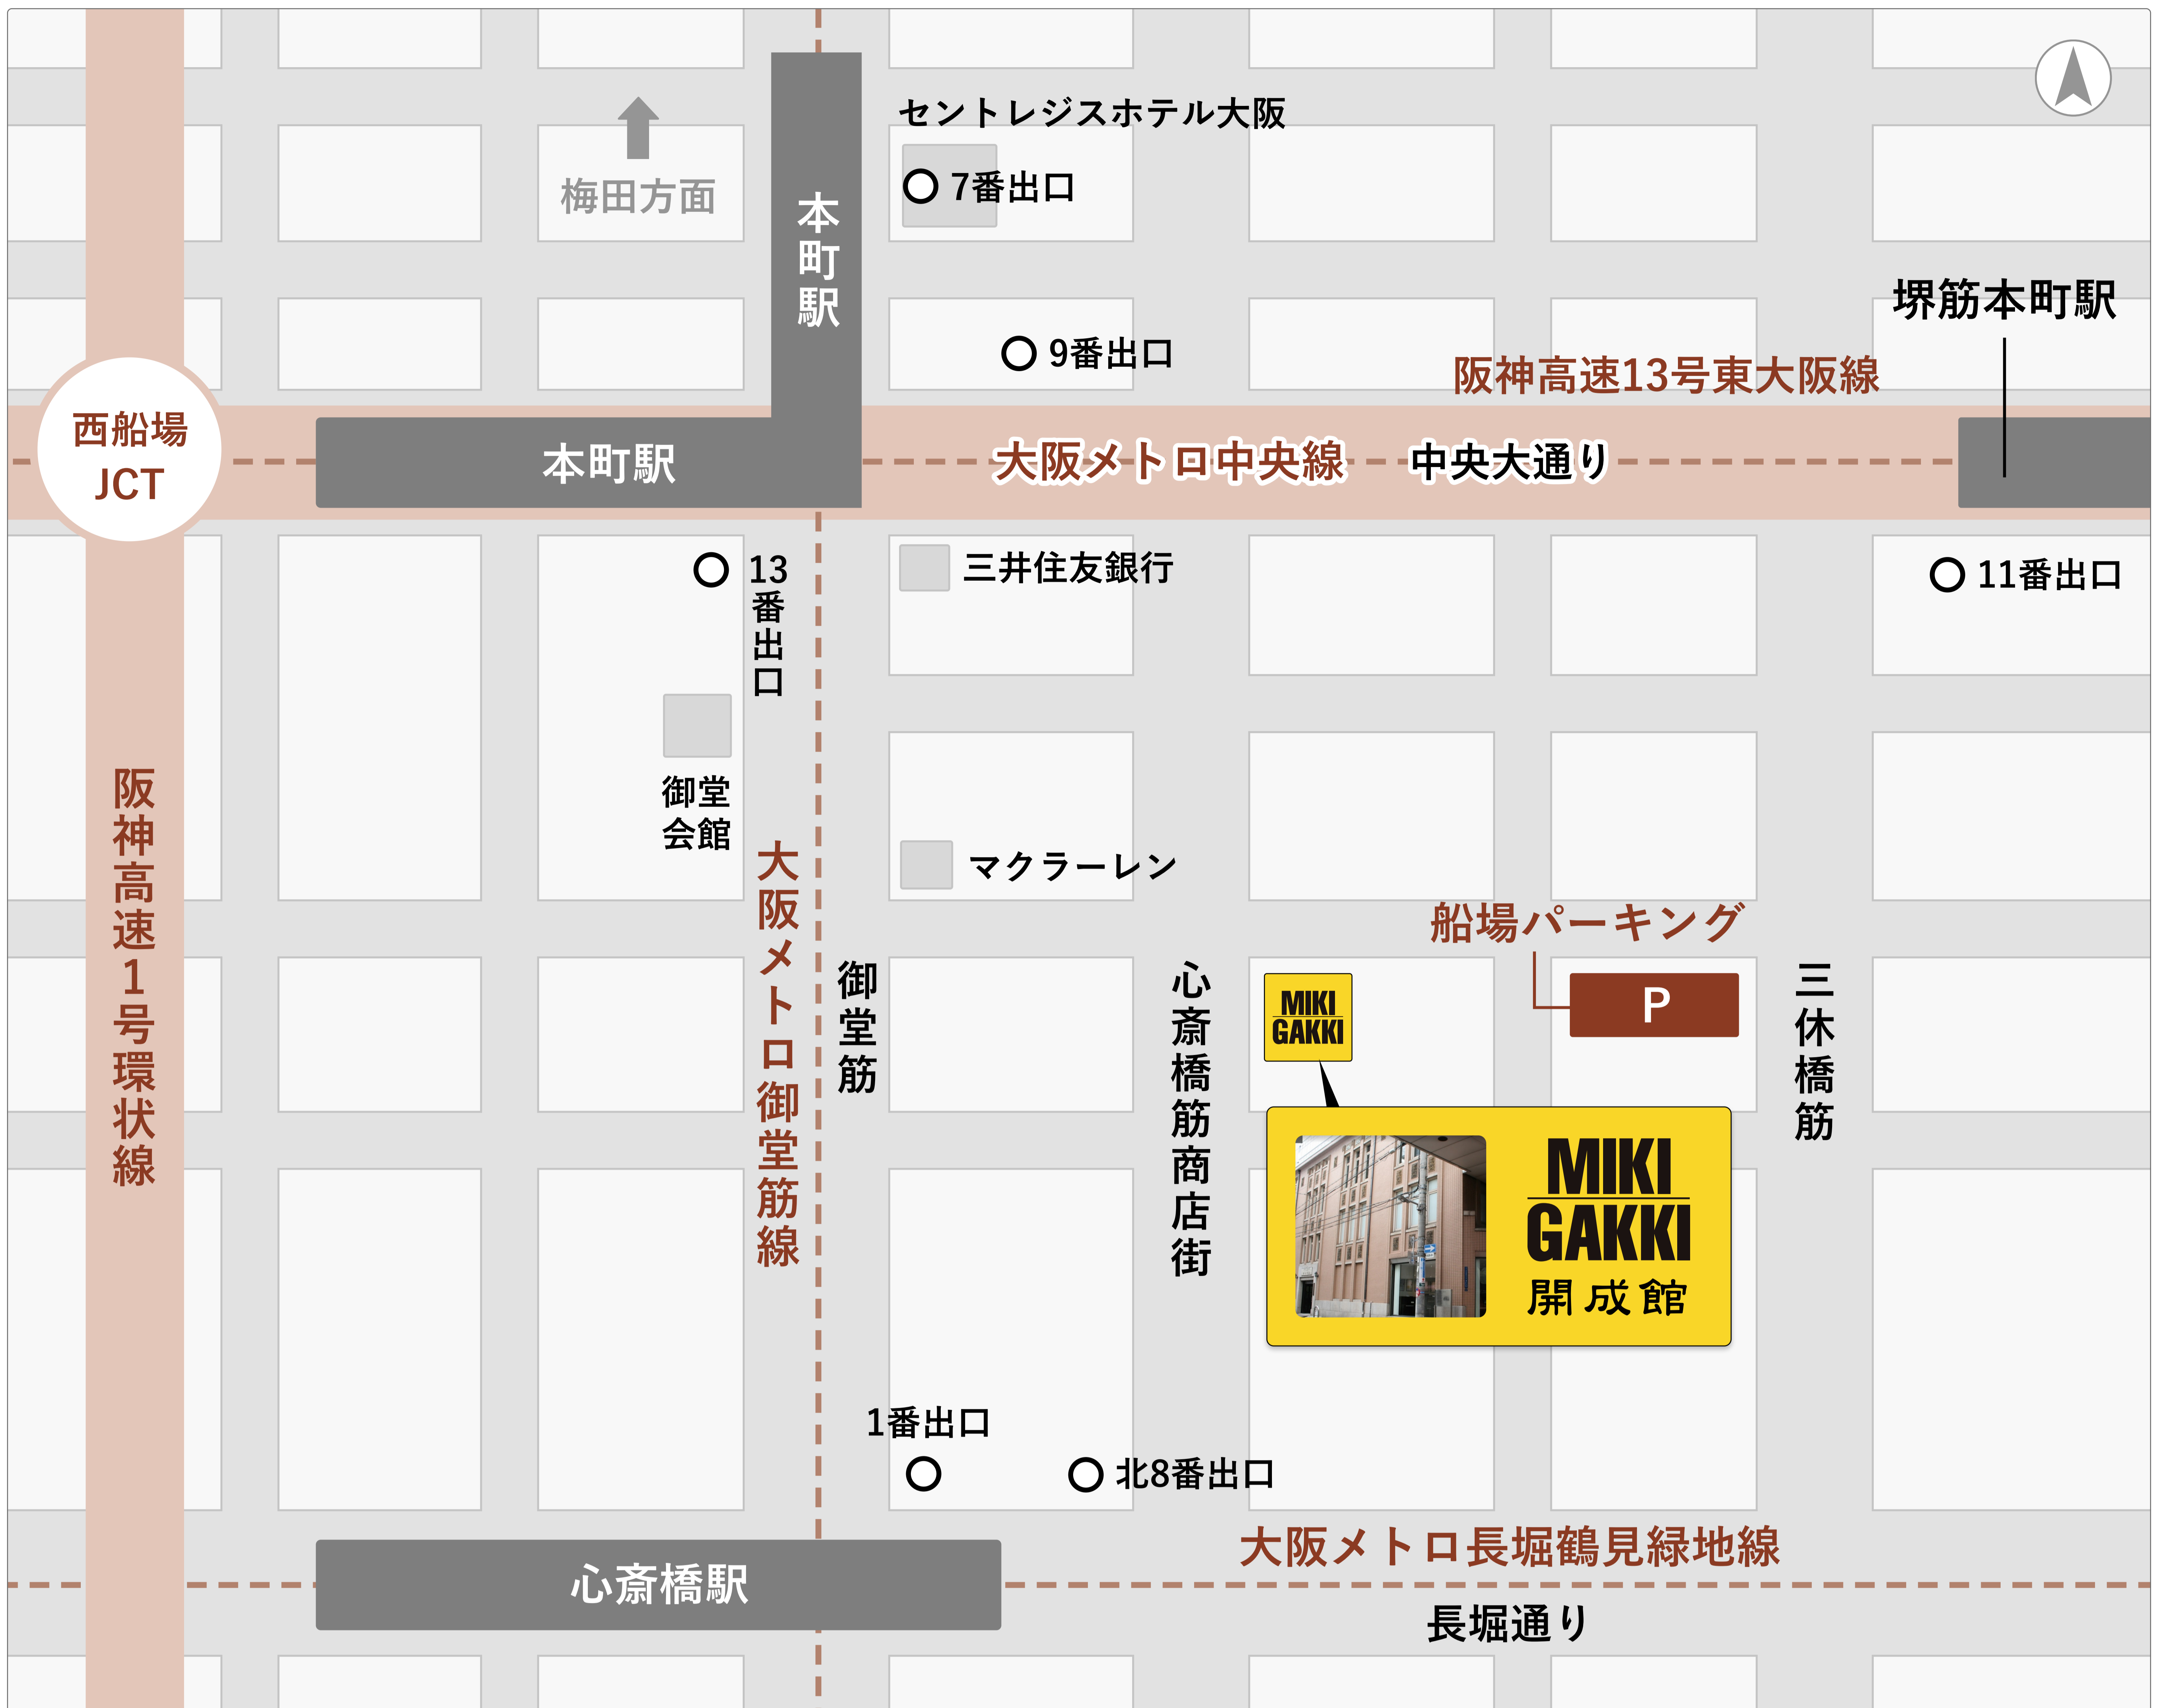 セントレジスホテル大阪
梅田方面
7番出口
本町駅
堺筋本町駅
9番出口
阪神高速13号東大阪線
西船場
JCT
本町駅
大阪メトロ中央線
中央大通り
13番出口
三井住友銀行
11番出口
御堂
会館
マクラーレン
阪神高速1号環状線
大阪メトロ御堂筋線
御堂筋
心斎橋筋商店街
船場パーキング
P
三休橋筋
MIKI
GAKKI
MIKI
GAKKI
開成館
1番出口
北8番出口
大阪メトロ長堀鶴見緑地線
心斎橋駅
長堀通り